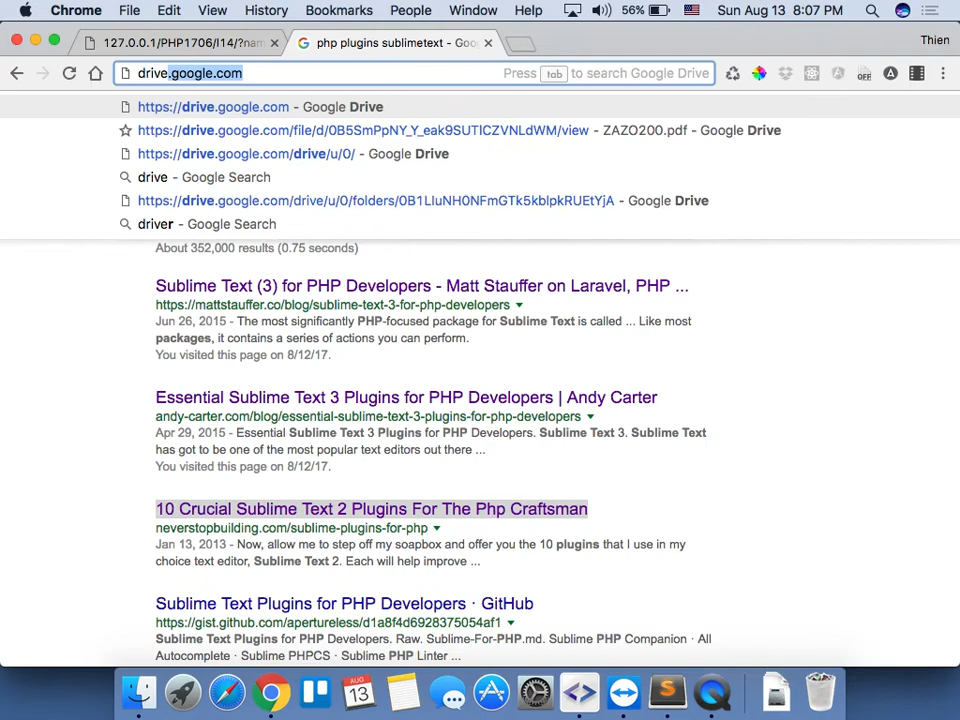 Chrome File Edit View History Bookmarks People Window Help 56% Sun Aug 13 8:07 PM
127.0.0.1/PHP1706/l14/?nam × php plugins sublimetext - Goo × Thien
drive.google.com Press tab to search Google Drive OFF
https://drive.google.com - Google Drive
https://drive.google.com/file/d/0B5SmPpNY_Y_eak9SUTlCZVNLdWM/view - ZAZO200.pdf - Google Drive
https://drive.google.com/drive/u/0/ - Google Drive
drive - Google Search
https://drive.google.com/drive/u/0/folders/0B1LIuNH0NFmGTk5kblpkRUEtYjA - Google Drive
driver - Google Search
About 352,000 results (0.75 seconds)
Sublime Text (3) for PHP Developers - Matt Stauffer on Laravel, PHP ...
https://mattstauffer.co/blog/sublime-text-3-for-php-developers
Jun 26, 2015 - The most significantly PHP-focused package for Sublime Text is called ... Like most
packages, it contains a series of actions you can perform.
You visited this page on 8/12/17.
Essential Sublime Text 3 Plugins for PHP Developers | Andy Carter
andy-carter.com/blog/essential-sublime-text-3-plugins-for-php-developers
Apr 29, 2015 - Essential Sublime Text 3 Plugins for PHP Developers. Sublime Text 3. Sublime Text
has got to be one of the most popular text editors out there ...
You visited this page on 8/12/17.
10 Crucial Sublime Text 2 Plugins For The Php Craftsman
neverstopbuilding.com/sublime-plugins-for-php
Jan 13, 2013 - Now, allow me to step off my soapbox and offer you the 10 plugins that I use in my
choice text editor, Sublime Text 2. Each will help improve ...
Sublime Text Plugins for PHP Developers · GitHub
https://gist.github.com/apertureless/d1a8f4d6928375054af1
Sublime Text Plugins for PHP Developers. Raw. Sublime-For-PHP.md. Sublime PHP Companion · All
Autocomplete · Sublime PHPCS · Sublime PHP Linter ...
AUG
13